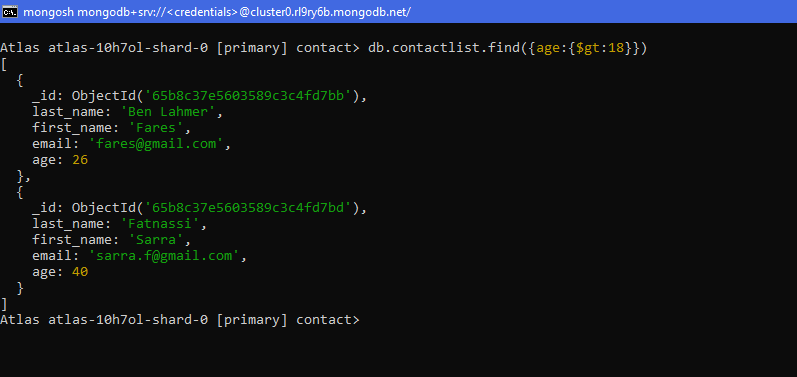 mongosh mongodb+srv://<credentials>@cluster0.rl9ry6b.mongodb.net/
Atlas atlas-10h7ol-shard-0 [primary] contact> db.contactlist.find({age:{$gt:18}})
[
  {
    _id: ObjectId('65b8c37e5603589c3c4fd7bb'),
    last_name: 'Ben Lahmer',
    first_name: 'Fares',
    email: 'fares@gmail.com',
    age: 26
  },
  {
    _id: ObjectId('65b8c37e5603589c3c4fd7bd'),
    last_name: 'Fatnassi',
    first_name: 'Sarra',
    email: 'sarra.f@gmail.com',
    age: 40
  }
]
Atlas atlas-10h7ol-shard-0 [primary] contact>